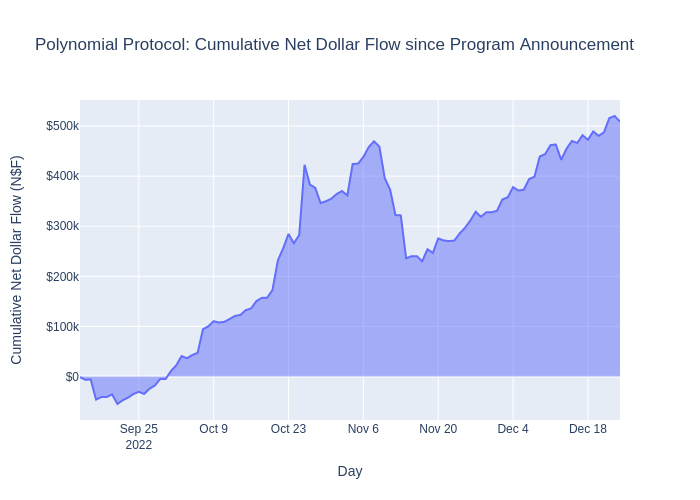 Polynomial Protocol: Cumulative Net Dollar Flow since Program Announcement
Cumulative Net Dollar Flow (N$F)
$500k
$400k
$300k
$200k
$100k
$0
Sep 25
2022
Oct 9
Oct 23
Nov 6
Nov 20
Dec 4
Dec 18
Day